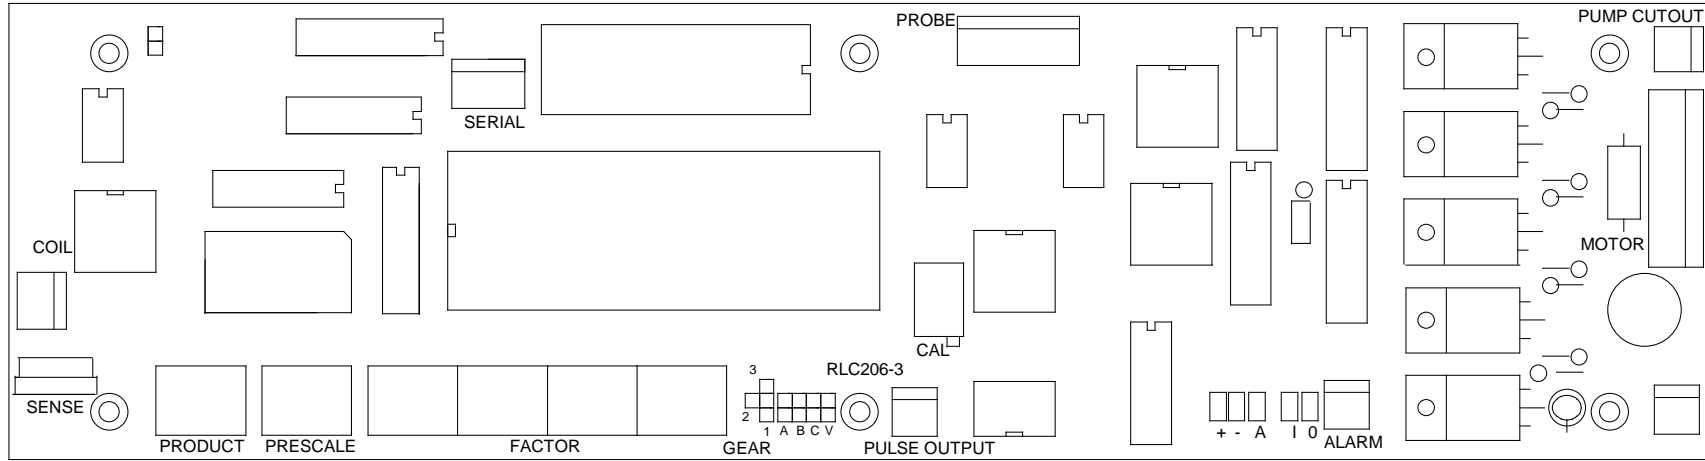 PROBE
PUMP CUTOUT
SERIAL
COIL
MOTOR
CAL
3
RLC206-3
SENSE
2
1
A B C V
+ - A I 0
ALARM
PRODUCT
PRESCALE
FACTOR
GEAR
PULSE OUTPUT